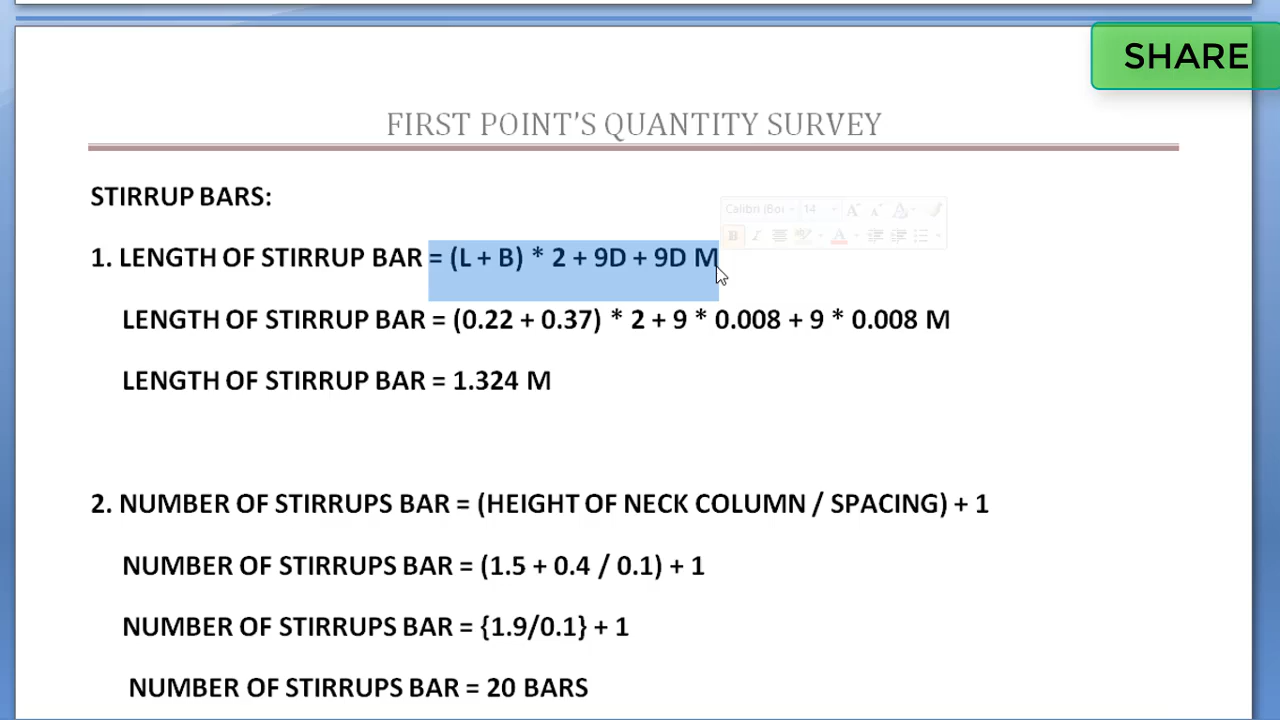 SHARE
FIRST POINT'S QUANTITY SURVEY
STIRRUP BARS:
Calibri (Bo 14
1. LENGTH OF STIRRUP BAR = (L + B) * 2 + 9D + 9D M
LENGTH OF STIRRUP BAR = (0.22 + 0.37) * 2 + 9 * 0.008 + 9 * 0.008 M
LENGTH OF STIRRUP BAR = 1.324 M
2. NUMBER OF STIRRUPS BAR = (HEIGHT OF NECK COLUMN / SPACING) + 1
NUMBER OF STIRRUPS BAR = (1.5 + 0.4 / 0.1) + 1
NUMBER OF STIRRUPS BAR = {1.9/0.1} + 1
NUMBER OF STIRRUPS BAR = 20 BARS